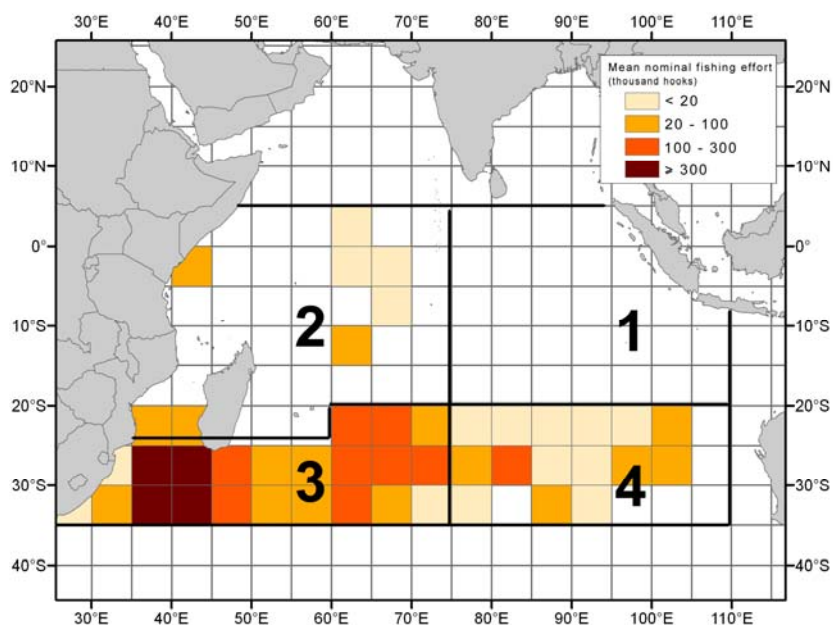 30°E 40°E 50°E 60°E 70°E 80°E 90°E 100°E 110°E
Mean nominal fishing effort
(thousand hooks)
< 20
20 - 100
100 - 300
≥ 300
20°N 20°N
10°N 10°N
0° 0°
10°S 2 1 10°S
20°S 20°S
30°S 3 4 30°S
40°S 40°S
30°E 40°E 50°E 60°E 70°E 80°E 90°E 100°E 110°E